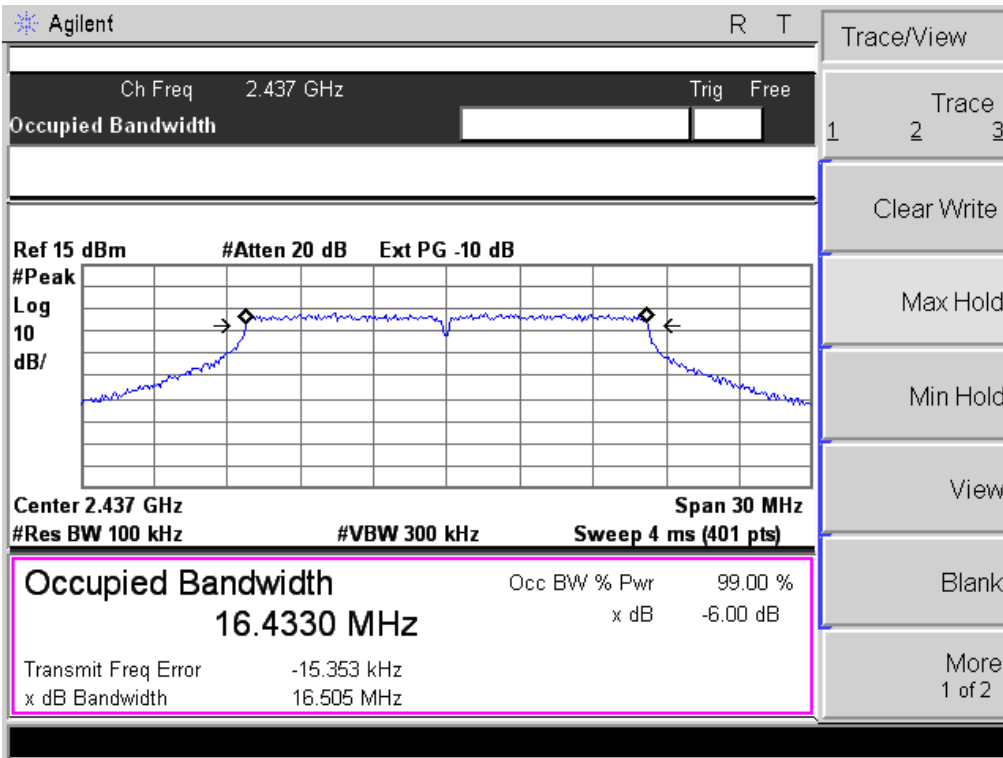 Agilent R T
Ch Freq 2.437 GHz Trig Free
Occupied Bandwidth
Ref 15 dBm #Atten 20 dB Ext PG -10 dB
#Peak
Log
10
dB/
Center 2.437 GHz Span 30 MHz
#Res BW 100 kHz #VBW 300 kHz Sweep 4 ms (401 pts)
Occupied Bandwidth
16.4330 MHz
Occ BW % Pwr 99.00 %
x dB -6.00 dB
Transmit Freq Error -15.353 kHz
x dB Bandwidth 16.505 MHz
Trace/View
Trace
1 2 3
Clear Write
Max Hold
Min Hold
View
Blank
More
1 of 2